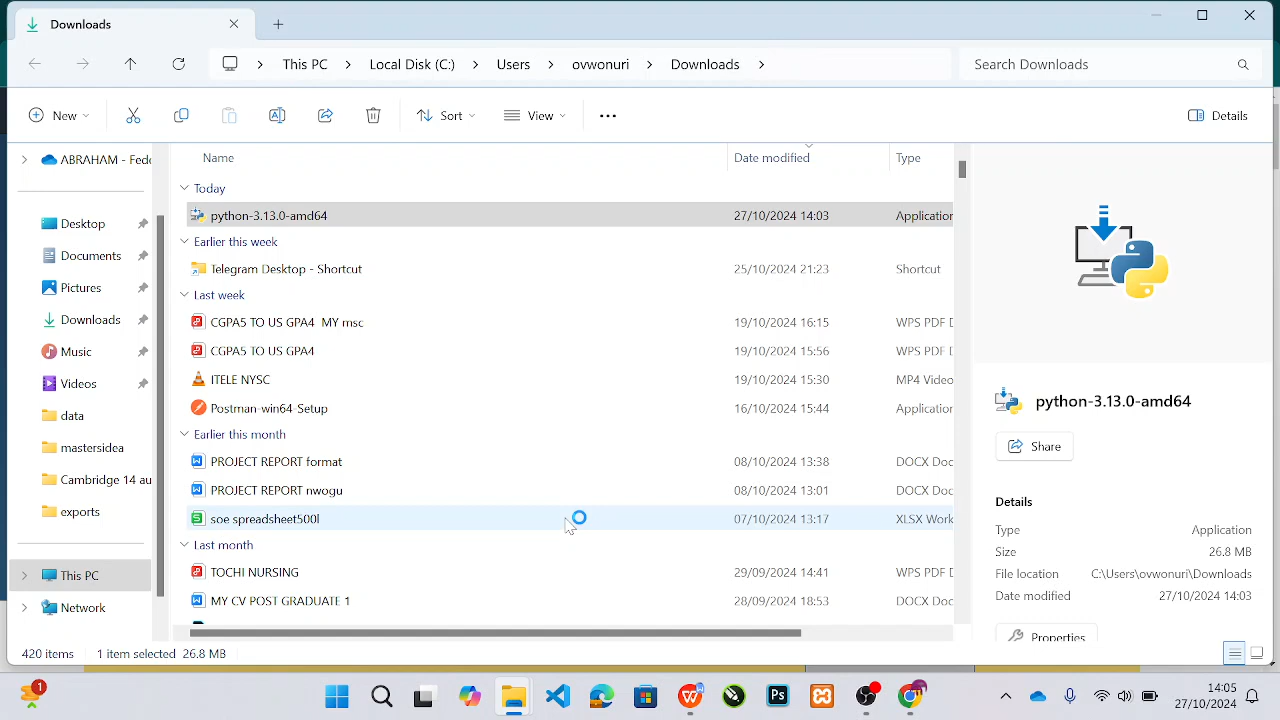 Downloads
This PC
Local Disk (C:)
Users
ovwonuri
Downloads
Search Downloads
New
Sort
View
Details
ABRAHAM - Fede
Desktop
Documents
Pictures
Downloads
Music
Videos
data
mastersidea
Cambridge 14 au
exports
This PC
Network
Name
Date modified
Type
Today
python-3.13.0-amd64 27/10/2024 14:03 Application
Earlier this week
Telegram Desktop - Shortcut 25/10/2024 21:23 Shortcut
Last week
CGPA5 TO US GPA4 MY msc 19/10/2024 16:15 WPS PDF D
CGPA5 TO US GPA4 19/10/2024 15:56 WPS PDF D
ITELE NYSC 19/10/2024 15:30 MP4 Video
Postman-win64-Setup 16/10/2024 15:44 Application
Earlier this month
PROJECT REPORT format 08/10/2024 13:38 DOCX Doc
PROJECT REPORT nwogu 08/10/2024 13:01 DOCX Doc
soe spreadsheet500l 07/10/2024 13:17 XLSX Work
Last month
TOCHI NURSING 29/09/2024 14:41 WPS PDF D
MY CV POST GRADUATE 1 28/09/2024 18:53 DOCX Doc
python-3.13.0-amd64
Share
Details
Type Application
Size 26.8 MB
File location C:\Users\ovwonuri\Downloads
Date modified 27/10/2024 14:03
Properties
420 items
1 item selected 26.8 MB
1
W
Ps
14:05
27/10/2024